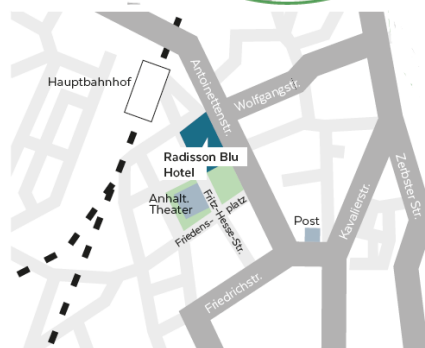 Hauptbahnhof
Antoinettenstr.
Wolfgangstr.
Radisson Blu
Hotel
Anhalt.
Theater
Fritz-Hesse-Str.
Friedens-
platz
Post
Kavalierstr.
Zerbster Str.
Friedrichstr.